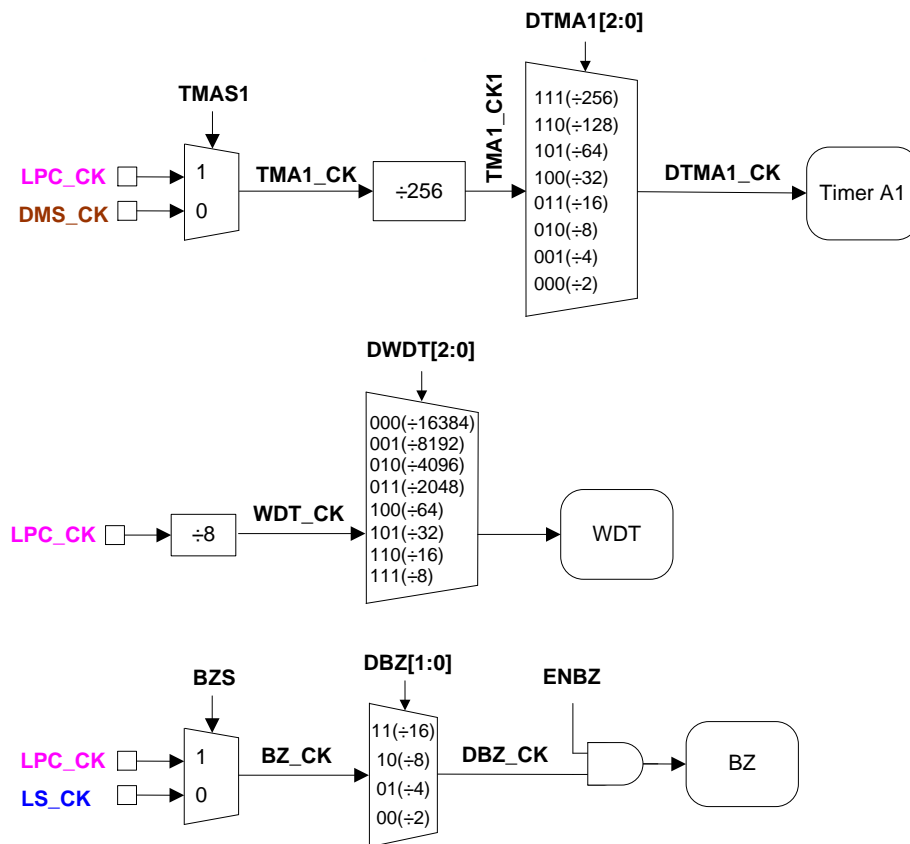 DTMA1[2:0]
TMAS1
TMA1_CK1
LPC_CK
DMS_CK
1
0
TMA1_CK
÷256
111(÷256)
110(÷128)
101(÷64)
100(÷32)
011(÷16)
010(÷8)
001(÷4)
000(÷2)
DTMA1_CK
Timer A1
DWDT[2:0]
LPC_CK
÷8
WDT_CK
000(÷16384)
001(÷8192)
010(÷4096)
011(÷2048)
100(÷64)
101(÷32)
110(÷16)
111(÷8)
WDT
BZS
DBZ[1:0]
ENBZ
LPC_CK
LS_CK
1
0
BZ_CK
11(÷16)
10(÷8)
01(÷4)
00(÷2)
DBZ_CK
BZ